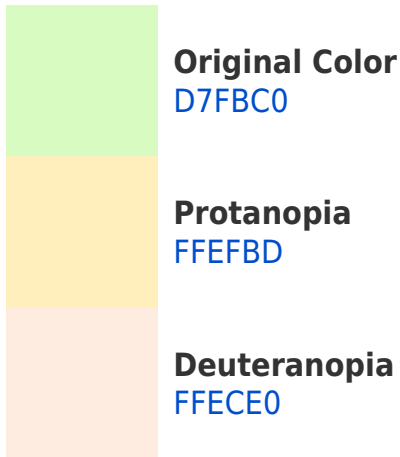 Original Color
D7FBC0
Protanopia
FFEFBD
Deuteranopia
FFECE0